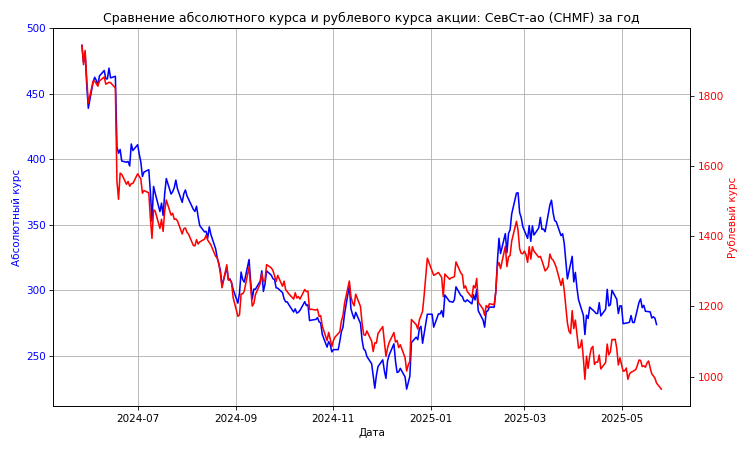 Сравнение абсолютного курса и рублевого курса акции: СевСт-ао (CHMF) за год
Абсолютный курс
500
450
400
350
300
250
Рублевый курс
1800
1600
1400
1200
1000
2024-07 2024-09 2024-11 2025-01 2025-03 2025-05
Дата